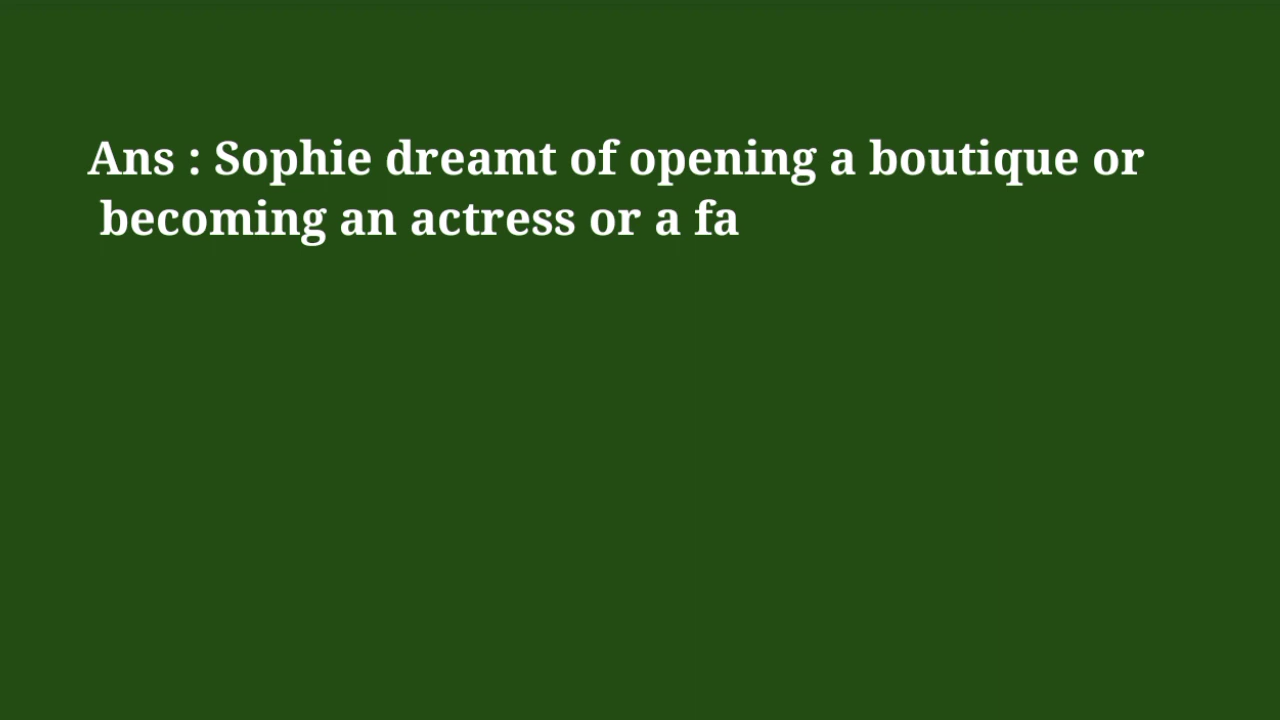 Ans : Sophie dreamt of opening a boutique or
becoming an actress or a fa